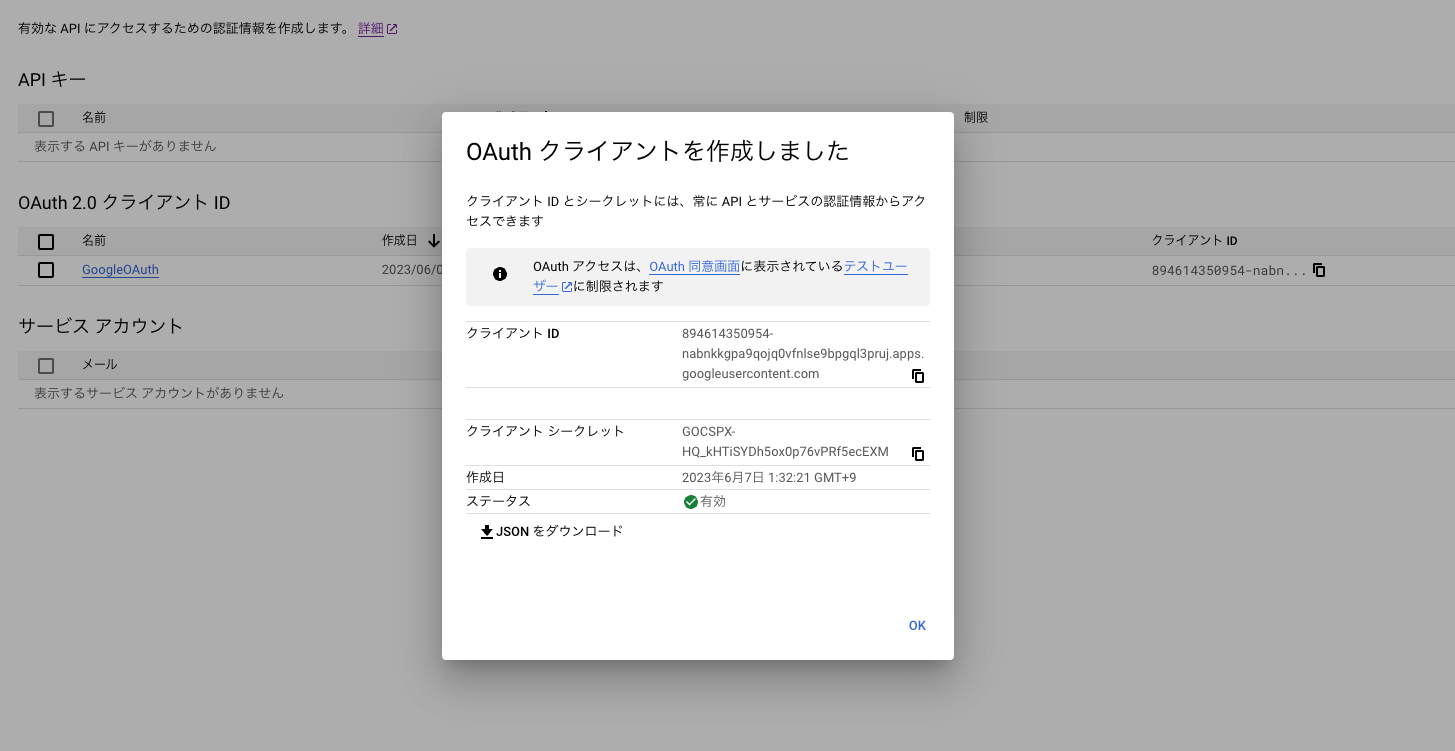 有効な API にアクセスするための認証情報を作成します。 詳細
API キー
名前
制限
表示する API キーがありません
OAuth 2.0 クライアント ID
名前
作成日
クライアント ID
GoogleOAuth
2023/06/0
894614350954-nabn...
サービス アカウント
メール
表示するサービス アカウントがありません
OAuth クライアントを作成しました
クライアント ID とシークレットには、常に API とサービスの認証情報からアク
セスできます
OAuth アクセスは、OAuth 同意画面に表示されているテストユー
ザーに制限されます
クライアント ID
894614350954-
nabnkkgpa9qojq0vfnlse9bpgql3pruj.apps.
googleusercontent.com
クライアント シークレット
GOCSPX-
HQ_kHTiSYDh5ox0p76vPRf5ecEXM
作成日
2023年6月7日 1:32:21 GMT+9
ステータス
有効
JSON をダウンロード
OK